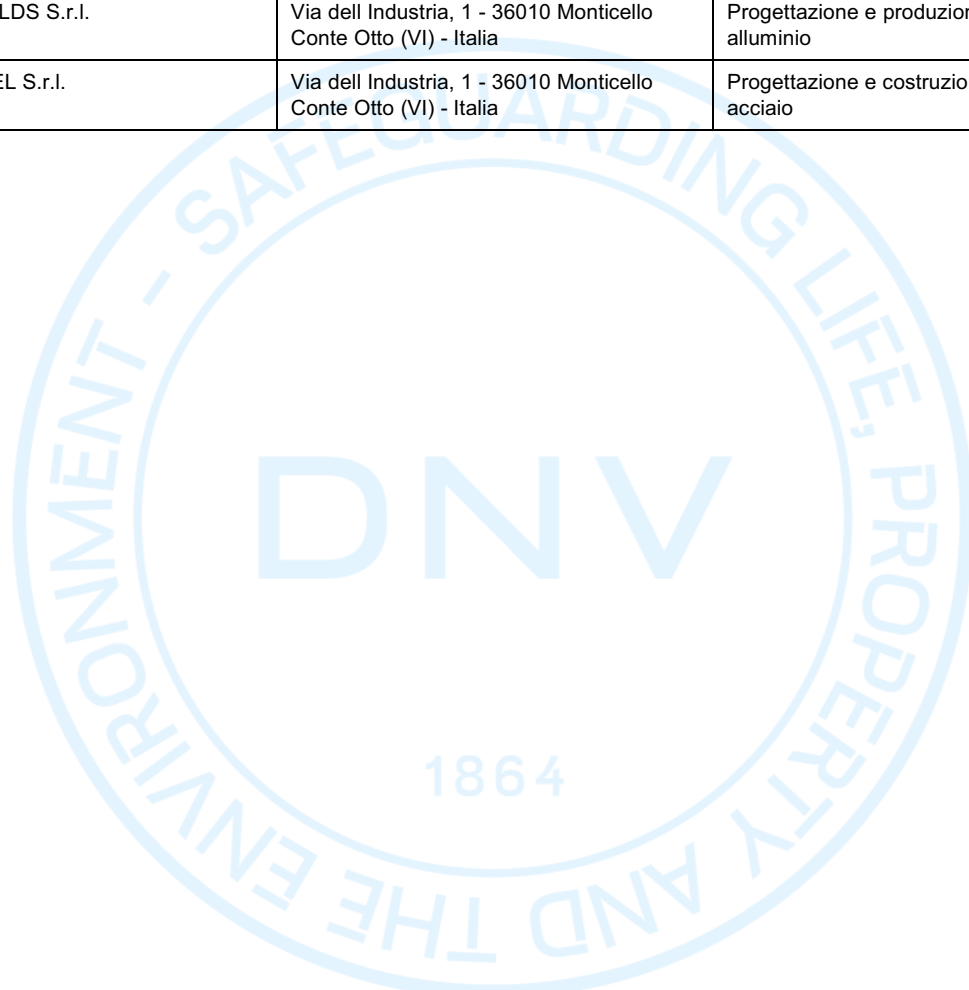 LDS S.r.l.
Via dell Industria, 1 - 36010 Monticello
Conte Otto (VI) - Italia
Progettazione e produzion
alluminio
EL S.r.l.
Via dell Industria, 1 - 36010 Monticello
Conte Otto (VI) - Italia
Progettazione e costruzio
acciaio
SAFEGUARDING LIFE, PROPERTY AND THE ENVIRONMENT -
DNV
1864